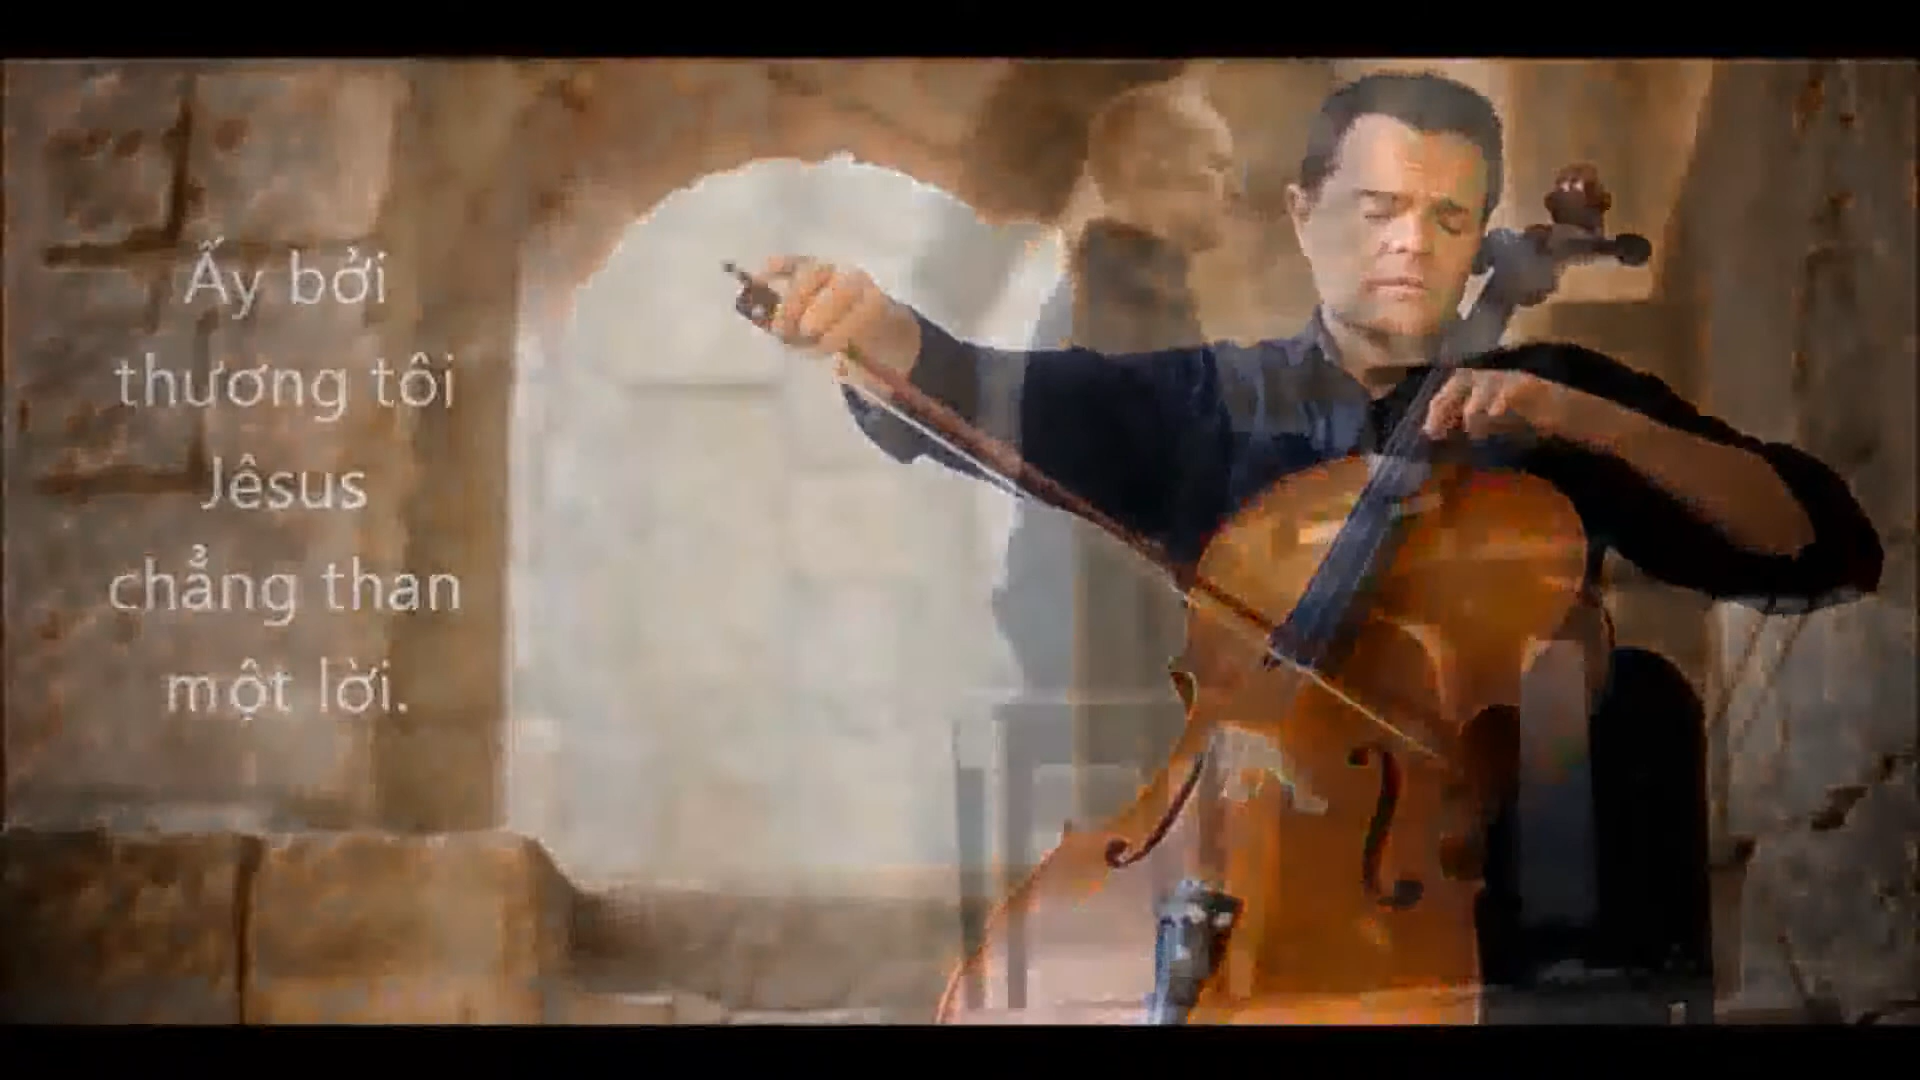 Ấy bởi
thương tôi
Jêsus
chẳng than
một lời.